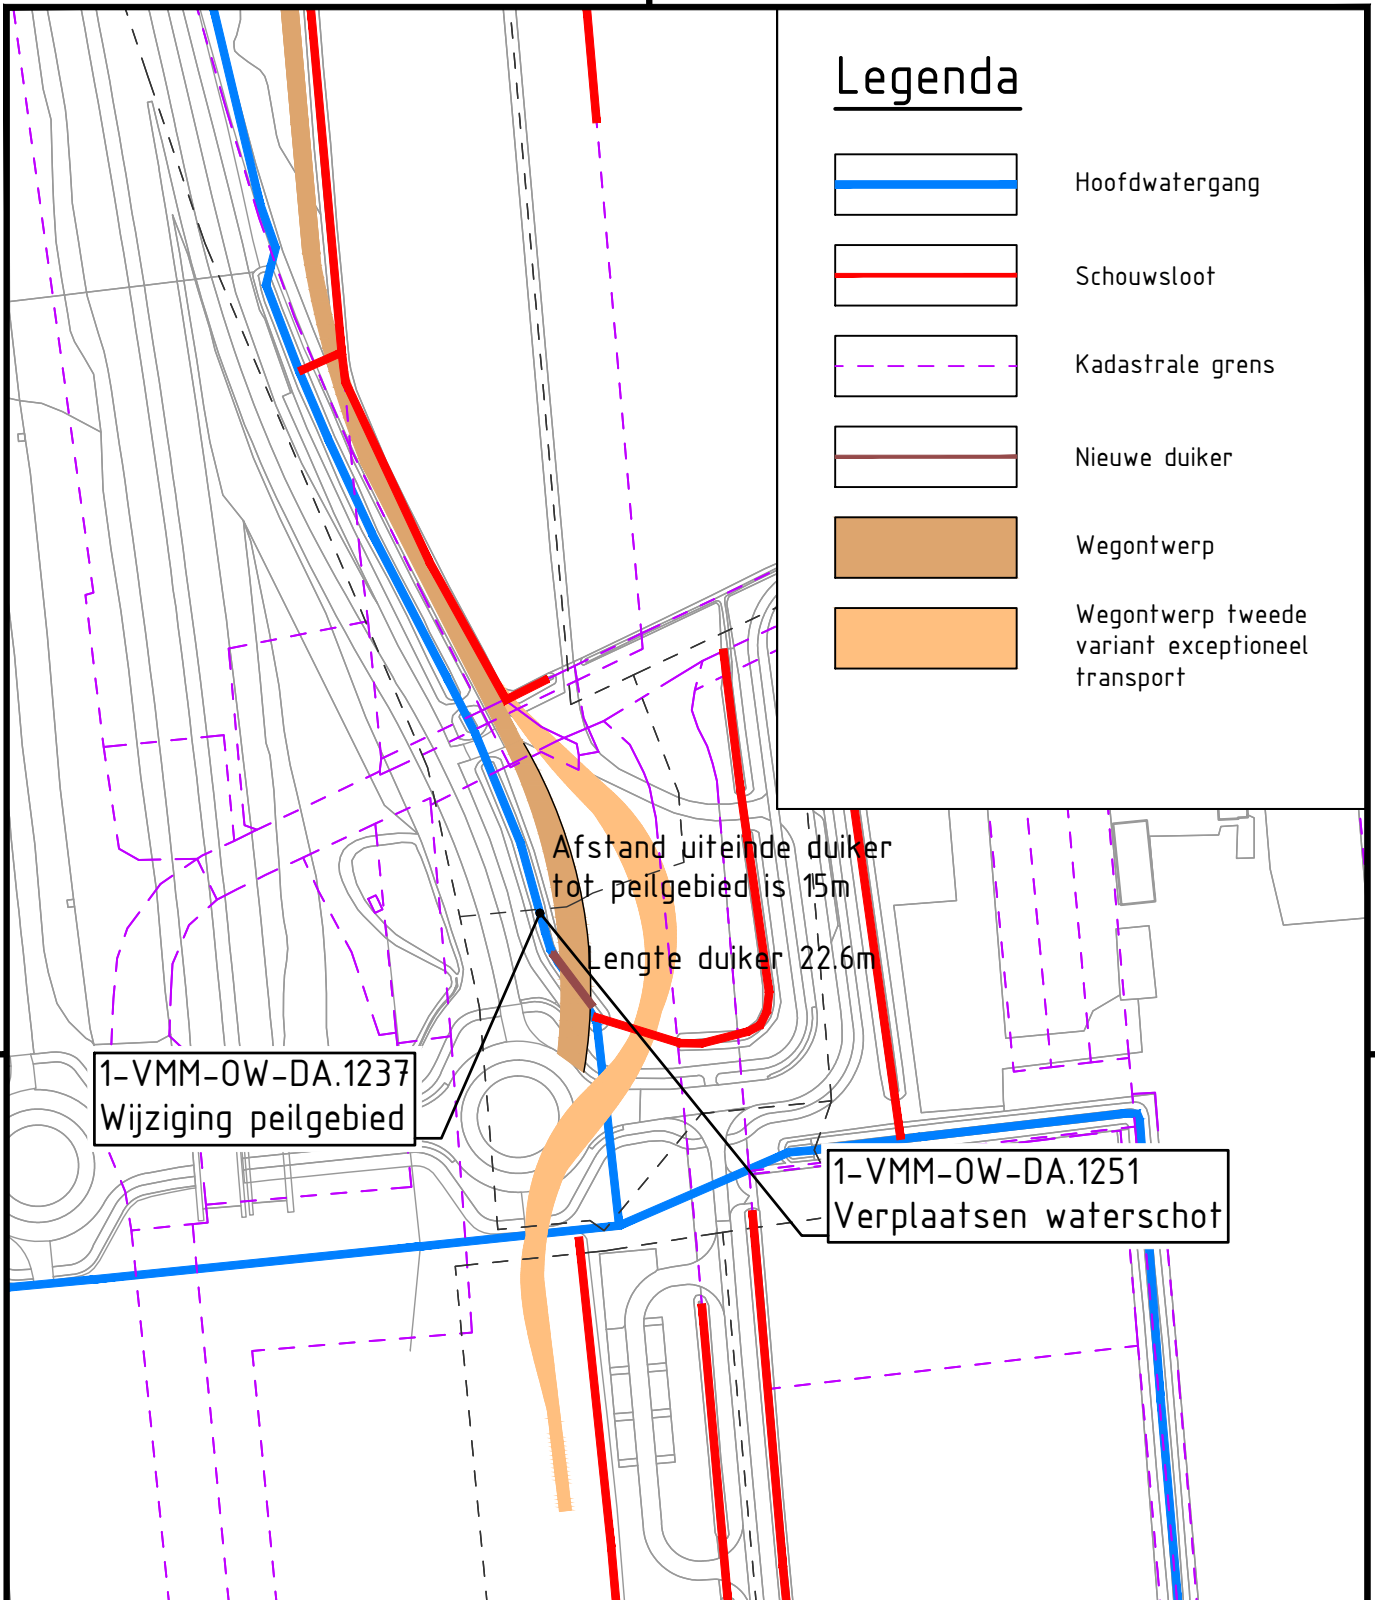 Legenda
Hoofdwatergang
Schouwsloot
Kadastrale grens
Nieuwe duiker
Wegontwerp
Wegontwerp tweede
variant exceptioneel
transport
Afstand uiteinde duiker
tot peilgebied is 15m
Lengte duiker 22.6m
1-VMM-OW-DA.1237
Wijziging peilgebied
1-VMM-OW-DA.1251
Verplaatsen waterschot